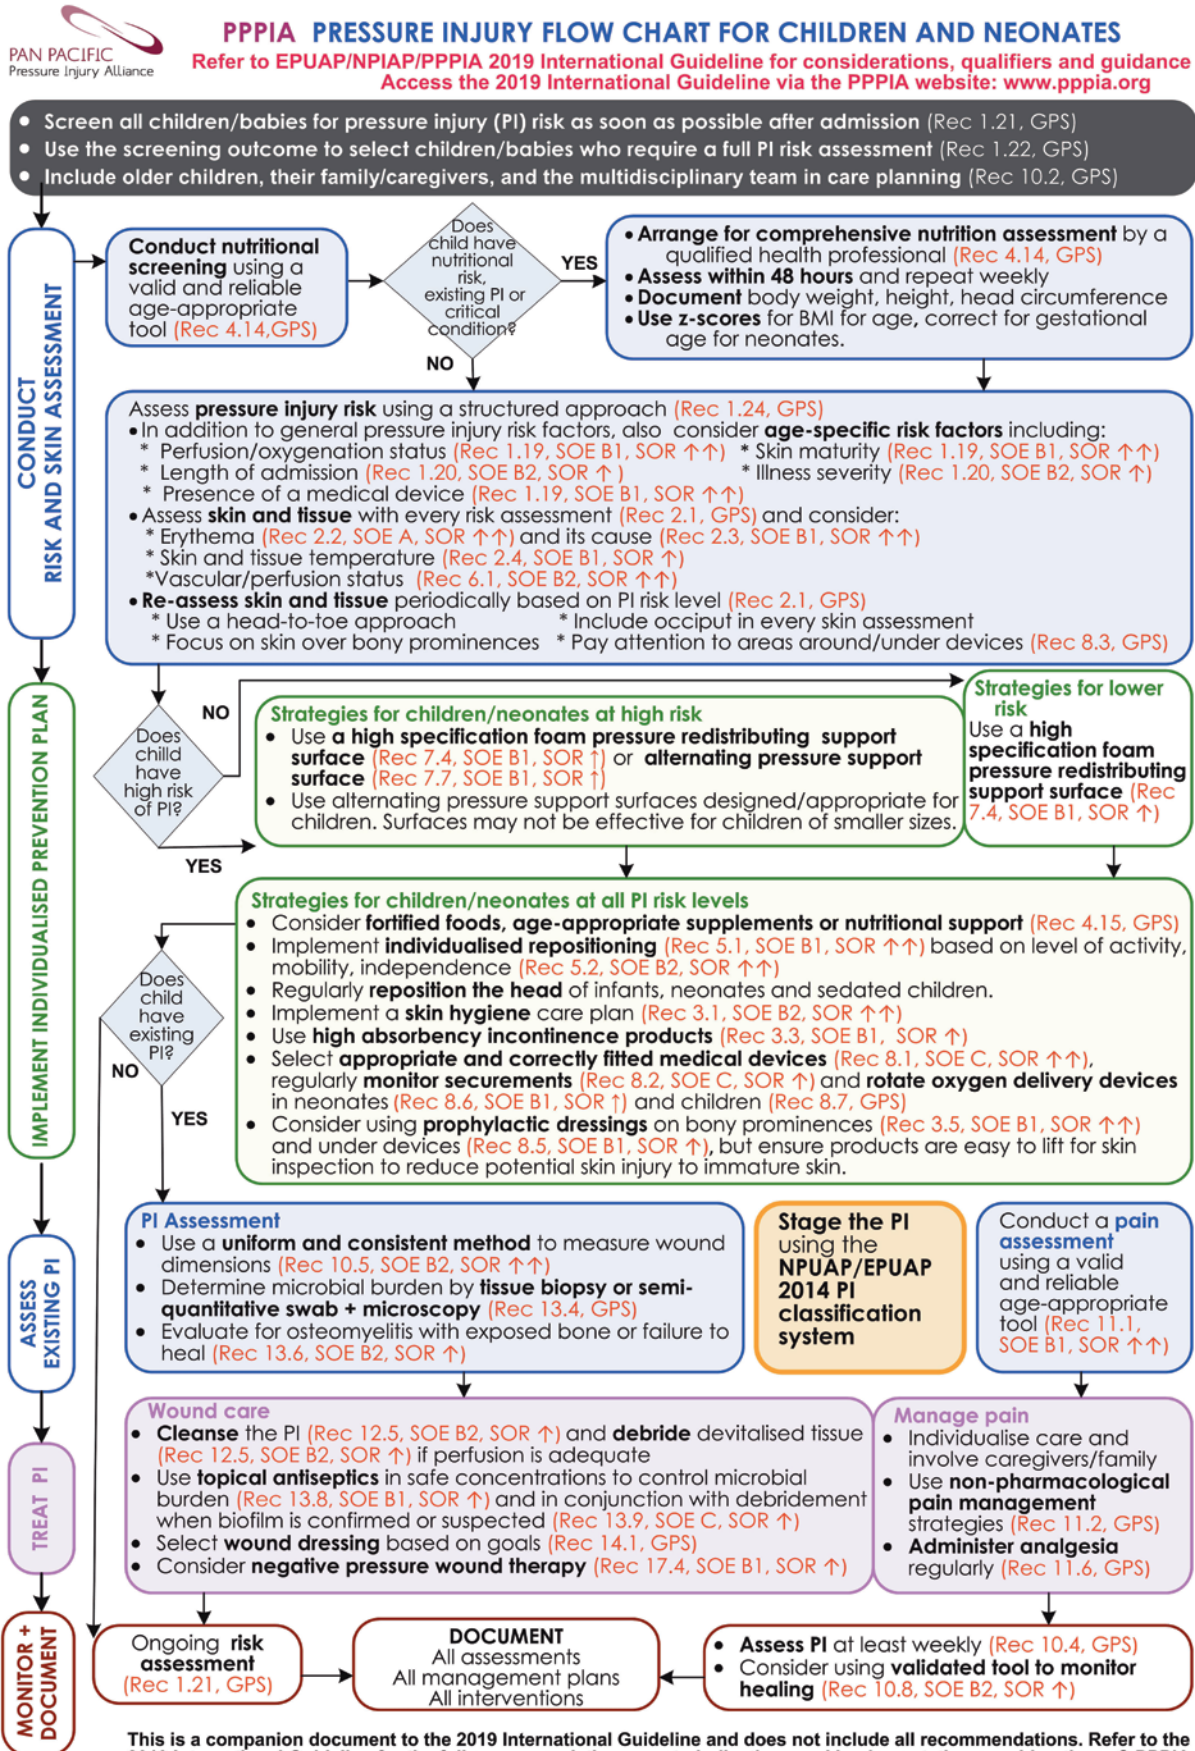 PAN PACIFIC
Pressure Injury Alliance
PPPIA PRESSURE INJURY FLOW CHART FOR CHILDREN AND NEONATES
Refer to EPUAP/NPIAP/PPPIA 2019 International Guideline for considerations, qualifiers and guidance
Access the 2019 International Guideline via the PPPIA website: www.pppia.org
• Screen all children/babies for pressure injury (PI) risk as soon as possible after admission (Rec 1.21, GPS)
• Use the screening outcome to select children/babies who require a full PI risk assessment (Rec 1.22, GPS)
• Include older children, their family/caregivers, and the multidisciplinary team in care planning (Rec 10.2, GPS)
CONDUCT
RISK AND SKIN ASSESSMENT
Conduct nutritional
screening using a
valid and reliable
age-appropriate
tool (Rec 4.14,GPS)
Does
child have
nutritional
risk,
existing PI or
critical
condition?
YES
NO
• Arrange for comprehensive nutrition assessment by a
qualified health professional (Rec 4.14, GPS)
• Assess within 48 hours and repeat weekly
• Document body weight, height, head circumference
• Use z-scores for BMI for age, correct for gestational
age for neonates.
Assess pressure injury risk using a structured approach (Rec 1.24, GPS)
• In addition to general pressure injury risk factors, also consider age-specific risk factors including:
* Perfusion/oxygenation status (Rec 1.19, SOE B1, SOR ↑↑) * Skin maturity (Rec 1.19, SOE B1, SOR ↑↑)
* Length of admission (Rec 1.20, SOE B2, SOR ↑) * Illness severity (Rec 1.20, SOE B2, SOR ↑)
* Presence of a medical device (Rec 1.19, SOE B1, SOR ↑↑)
• Assess skin and tissue with every risk assessment (Rec 2.1, GPS) and consider:
* Erythema (Rec 2.2, SOE A, SOR ↑↑) and its cause (Rec 2.3, SOE B1, SOR ↑↑)
* Skin and tissue temperature (Rec 2.4, SOE B1, SOR ↑)
*Vascular/perfusion status (Rec 6.1, SOE B2, SOR ↑↑)
• Re-assess skin and tissue periodically based on PI risk level (Rec 2.1, GPS)
* Use a head-to-toe approach * Include occiput in every skin assessment
* Focus on skin over bony prominences * Pay attention to areas around/under devices (Rec 8.3, GPS)
IMPLEMENT INDIVIDUALISED PREVENTION PLAN
Does
chilld
have
high risk
of PI?
NO
YES
Strategies for children/neonates at high risk
• Use a high specification foam pressure redistributing support
surface (Rec 7.4, SOE B1, SOR ↑) or alternating pressure support
surface (Rec 7.7, SOE B1, SOR ↑)
• Use alternating pressure support surfaces designed/appropriate for
children. Surfaces may not be effective for children of smaller sizes.
Strategies for lower
risk
Use a high
specification foam
pressure redistributing
support surface (Rec
7.4, SOE B1, SOR ↑)
Strategies for children/neonates at all PI risk levels
• Consider fortified foods, age-appropriate supplements or nutritional support (Rec 4.15, GPS)
• Implement individualised repositioning (Rec 5.1, SOE B1, SOR ↑↑) based on level of activity,
mobility, independence (Rec 5.2, SOE B2, SOR ↑↑)
• Regularly reposition the head of infants, neonates and sedated children.
• Implement a skin hygiene care plan (Rec 3.1, SOE B2, SOR ↑↑)
• Use high absorbency incontinence products (Rec 3.3, SOE B1, SOR ↑)
• Select appropriate and correctly fitted medical devices (Rec 8.1, SOE C, SOR ↑↑),
regularly monitor securements (Rec 8.2, SOE C, SOR ↑) and rotate oxygen delivery devices
in neonates (Rec 8.6, SOE B1, SOR ↑) and children (Rec 8.7, GPS)
• Consider using prophylactic dressings on bony prominences (Rec 3.5, SOE B1, SOR ↑↑)
and under devices (Rec 8.5, SOE B1, SOR ↑), but ensure products are easy to lift for skin
inspection to reduce potential skin injury to immature skin.
Does
child
have
existing
PI?
NO
YES
ASSESS
EXISTING PI
PI Assessment
• Use a uniform and consistent method to measure wound
dimensions (Rec 10.5, SOE B2, SOR ↑↑)
• Determine microbial burden by tissue biopsy or semi-
quantitative swab + microscopy (Rec 13.4, GPS)
• Evaluate for osteomyelitis with exposed bone or failure to
heal (Rec 13.6, SOE B2, SOR ↑)
Stage the PI
using the
NPUAP/EPUAP
2014 PI
classification
system
Conduct a pain
assessment
using a valid
and reliable
age-appropriate
tool (Rec 11.1,
SOE B1, SOR ↑↑)
TREAT PI
Wound care
• Cleanse the PI (Rec 12.5, SOE B2, SOR ↑) and debride devitalised tissue
(Rec 12.5, SOE B2, SOR ↑) if perfusion is adequate
• Use topical antiseptics in safe concentrations to control microbial
burden (Rec 13.8, SOE B1, SOR ↑) and in conjunction with debridement
when biofilm is confirmed or suspected (Rec 13.9, SOE C, SOR ↑)
• Select wound dressing based on goals (Rec 14.1, GPS)
• Consider negative pressure wound therapy (Rec 17.4, SOE B1, SOR ↑)
Manage pain
• Individualise care and
involve caregivers/family
• Use non-pharmacological
pain management
strategies (Rec 11.2, GPS)
• Administer analgesia
regularly (Rec 11.6, GPS)
MONITOR +
DOCUMENT
Ongoing risk
assessment
(Rec 1.21, GPS)
DOCUMENT
All assessments
All management plans
All interventions
• Assess PI at least weekly (Rec 10.4, GPS)
• Consider using validated tool to monitor
healing (Rec 10.8, SOE B2, SOR ↑)
This is a companion document to the 2019 International Guideline and does not include all recommendations. Refer to the